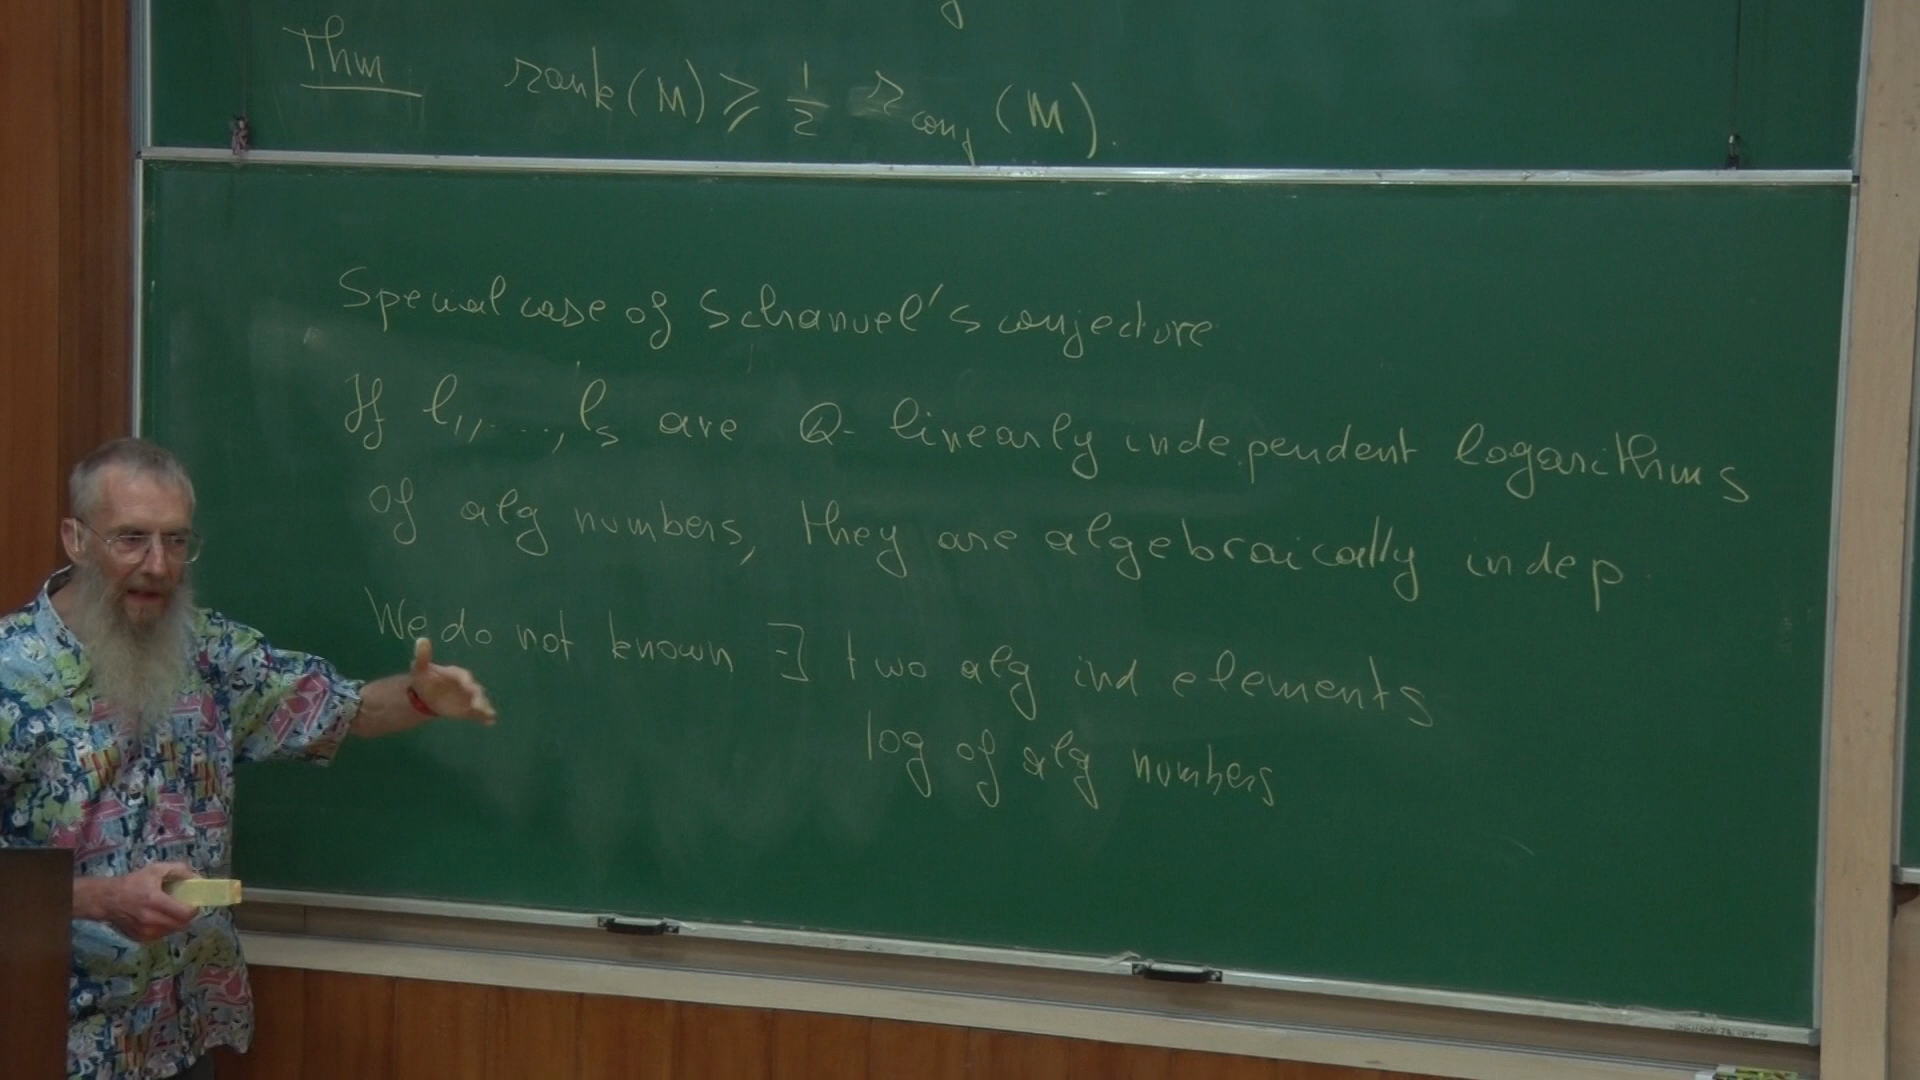 Thm rank(M) ⩾ 1/2 r_conj (M).
Special case of Schanuel's conjecture
If l₁,....,lₛ are Q-linearly independent logarithms
of alg numbers, they are algebraically indep
We do not known ∃ two alg ind elements
log of alg numbers